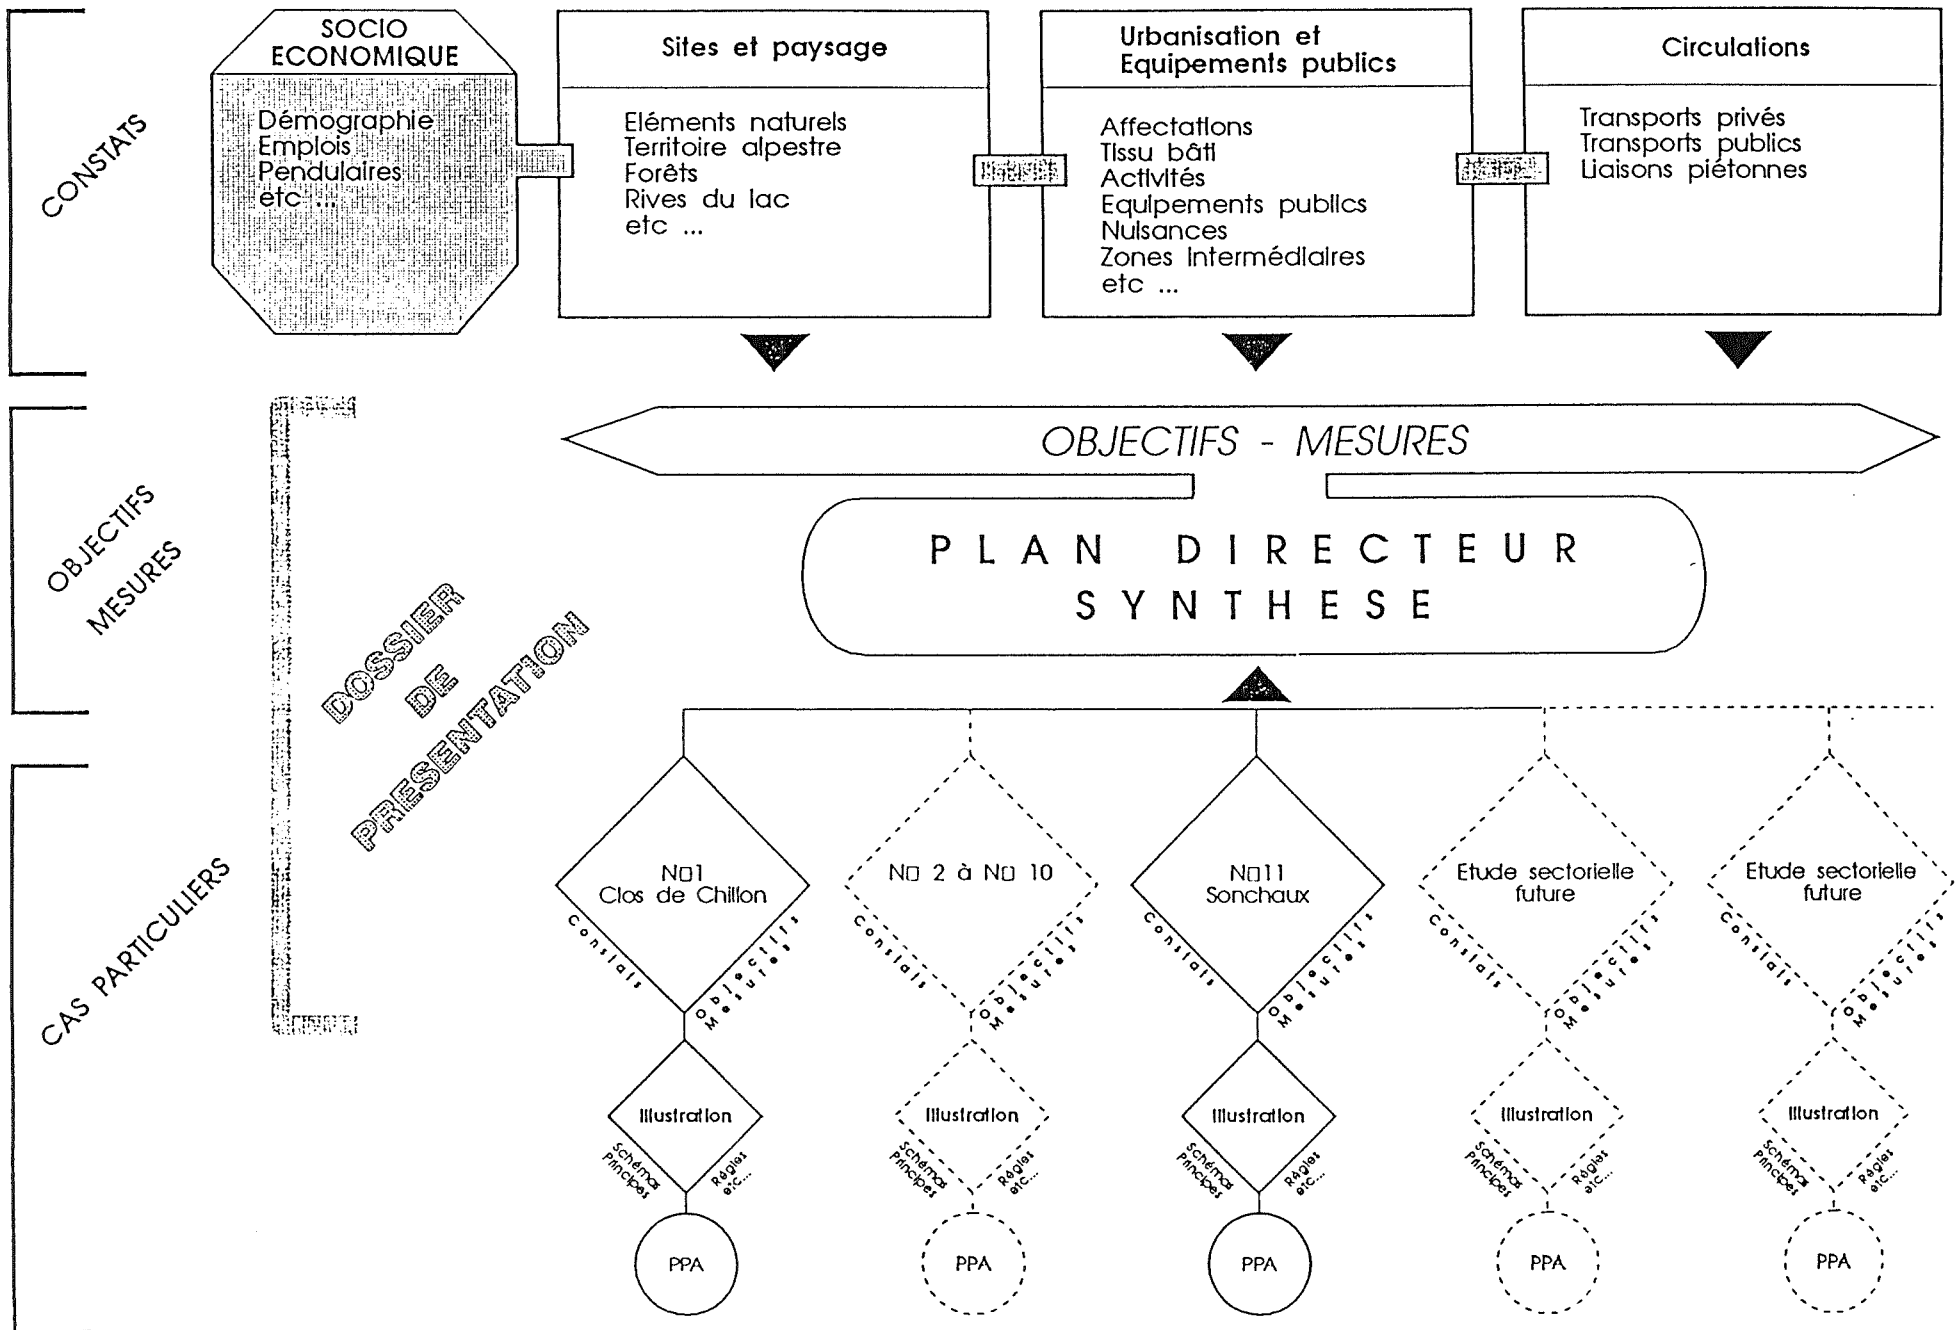 CONSTATS
SOCIO
ECONOMIQUE
Démographie
Emplois
Pendulaires
etc ...
Sites et paysage
Eléments naturels
Territoire alpestre
Forêts
Rives du lac
etc ...
Urbanisation et
Equipements publics
Affectations
Tissu bâti
Activités
Equipements publics
Nuisances
Zones intermédiaires
etc ...
Circulations
Transports privés
Transports publics
Liaisons piétonnes
OBJECTIFS
MESURES
OBJECTIFS - MESURES
PLAN DIRECTEUR
SYNTHESE
DOSSIER
DE
PRESENTATION
CAS PARTICULIERS
N□1
Clos de Chillon
Constats
Objectifs
Mesures
Illustration
Schémas
Principes
Règles
etc...
PPA
N□ 2 à N□ 10
Constats
Objectifs
Mesures
Illustration
Schémas
Principes
Règles
etc...
PPA
N□11
Sonchaux
Constats
Objectifs
Mesures
Illustration
Schémas
Principes
Règles
etc...
PPA
Etude sectorielle
future
Constats
Objectifs
Mesures
Illustration
Schémas
Principes
Règles
etc...
PPA
Etude sectorielle
future
Constats
Objectifs
Mesures
Illustration
Schémas
Principes
Règles
etc...
PPA